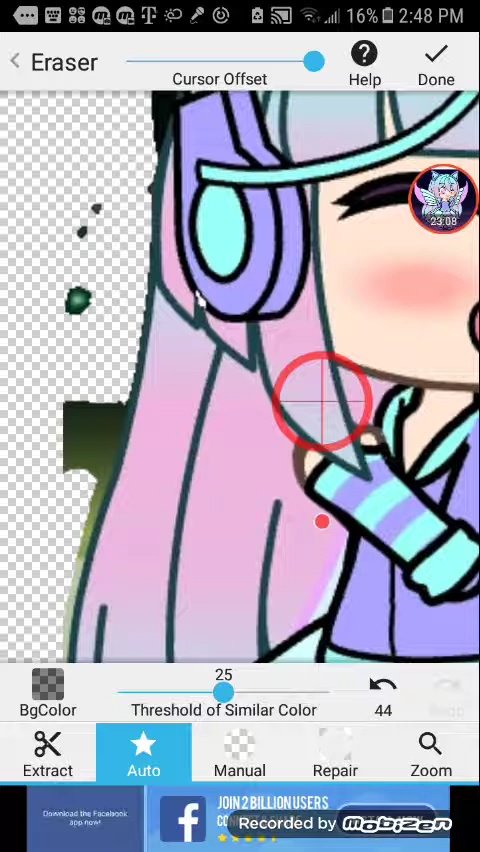 16% 2:48 PM
Eraser
Cursor Offset
Help
Done
23:08
25
BgColor
Threshold of Similar Color
44
Extract
Auto
Manual
Repair
Zoom
Download the Facebook
app now!
JOIN 2 BILLION USERS
Recorded by MOBIZEN